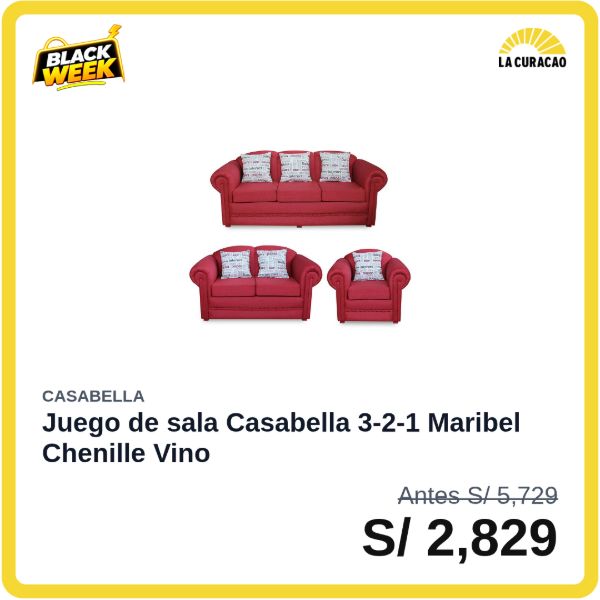 BLACK
WEEK
LA CURACAO
CASABELLA
Juego de sala Casabella 3-2-1 Maribel
Chenille Vino
Antes S/ 5,729
S/ 2,829